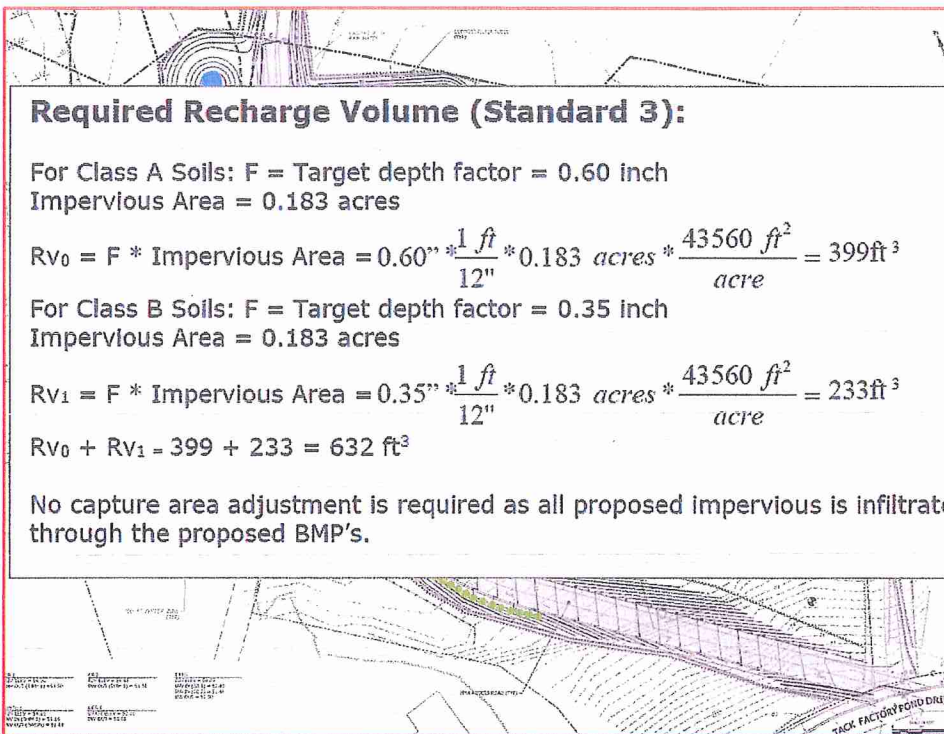 Required Recharge Volume (Standard 3):
For Class A Soils: F = Target depth factor = 0.60 inch
Impervious Area = 0.183 acres
Rv₀ = F * Impervious Area = 0.60” * 1 ft / 12" * 0.183 acres * 43560 ft² / acre = 399ft³
For Class B Soils: F = Target depth factor = 0.35 inch
Impervious Area = 0.183 acres
Rv₁ = F * Impervious Area = 0.35” * 1 ft / 12" * 0.183 acres * 43560 ft² / acre = 233ft³
Rv₀ + Rv₁ = 399 + 233 = 632 ft³
No capture area adjustment is required as all proposed impervious is infiltrate
through the proposed BMP's.
TACK FACTORY POND DRI